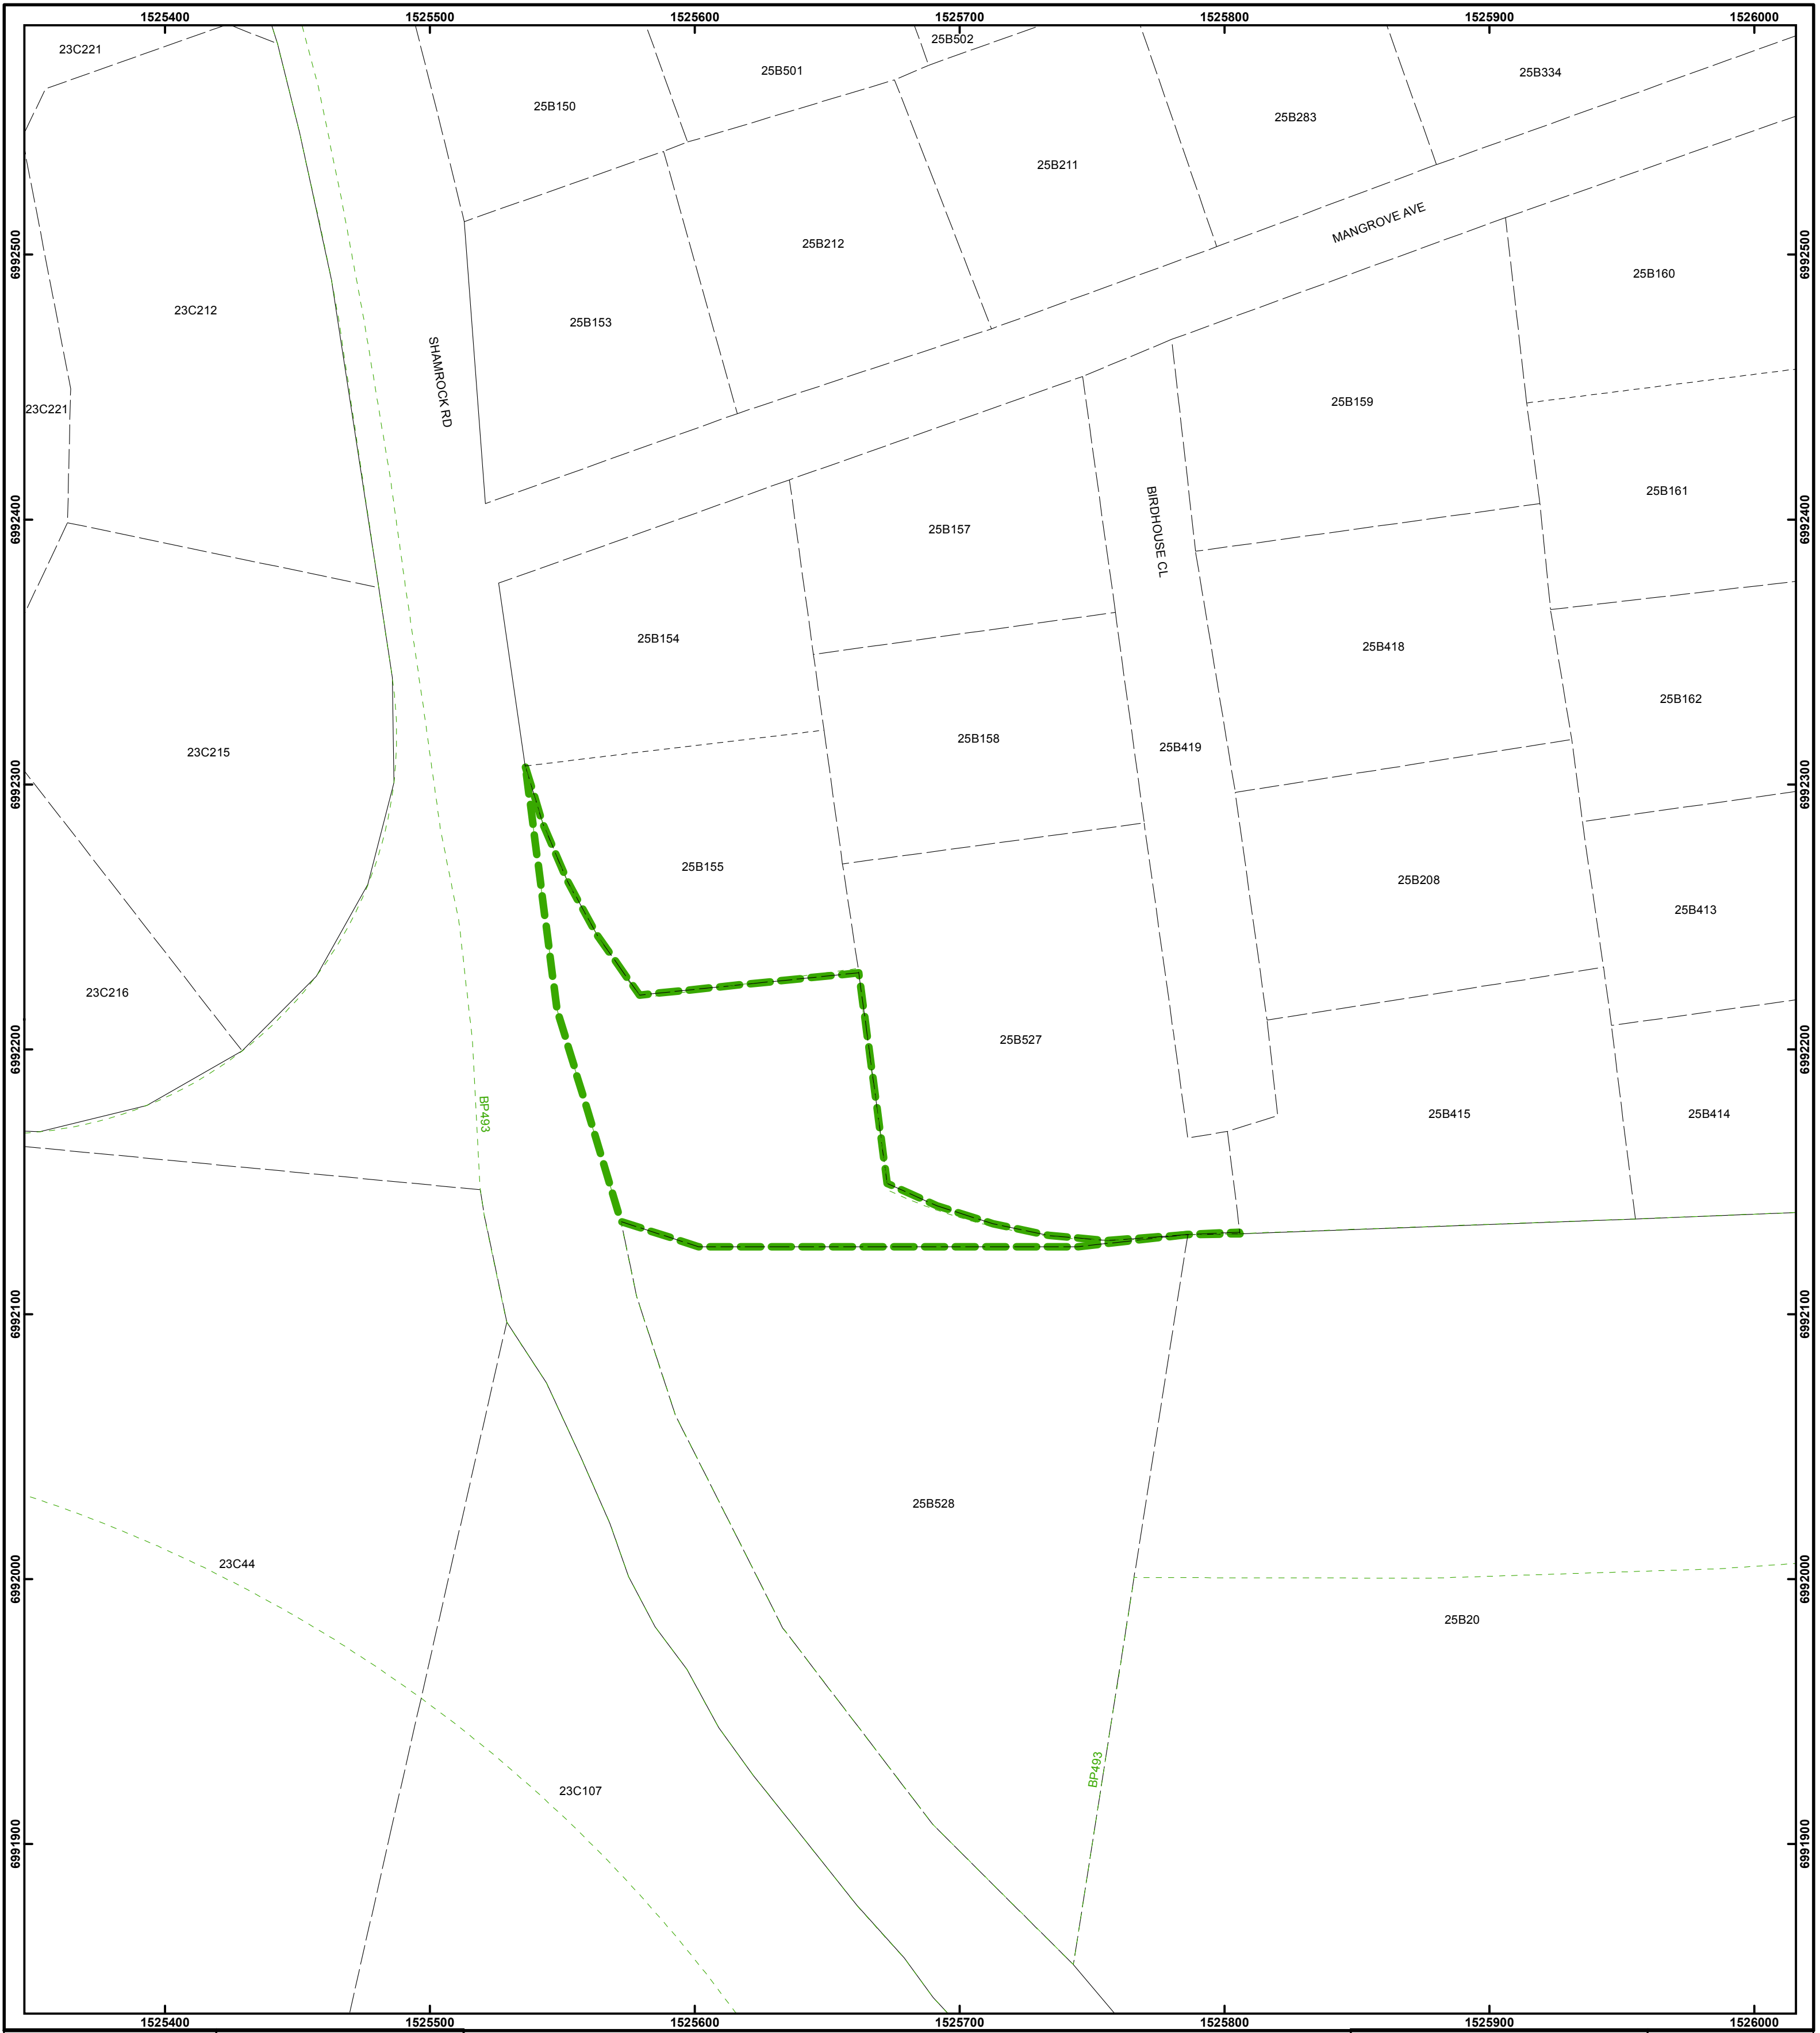 1525400 1525500 1525600 1525700 1525800 1525900 1526000
25B502
23C221
25B501
25B334
25B150
25B283
25B211
MANGROVE AVE
25B212
6992500 6992500
25B160
23C212
25B153
SHAMROCK RD
25B159
23C221
25B161
6992400 6992400
25B157
BIRDHOUSE CL
25B154
25B418
25B162
25B158
25B419
23C215
6992300 6992300
25B155
25B208
25B413
23C216
25B527
6992200 6992200
BP493
25B415
25B414
6992100 6992100
25B528
23C44
6992000 6992000
25B20
BP493
23C107
6991900 6991900
1525400 1525500 1525600 1525700 1525800 1525900 1526000